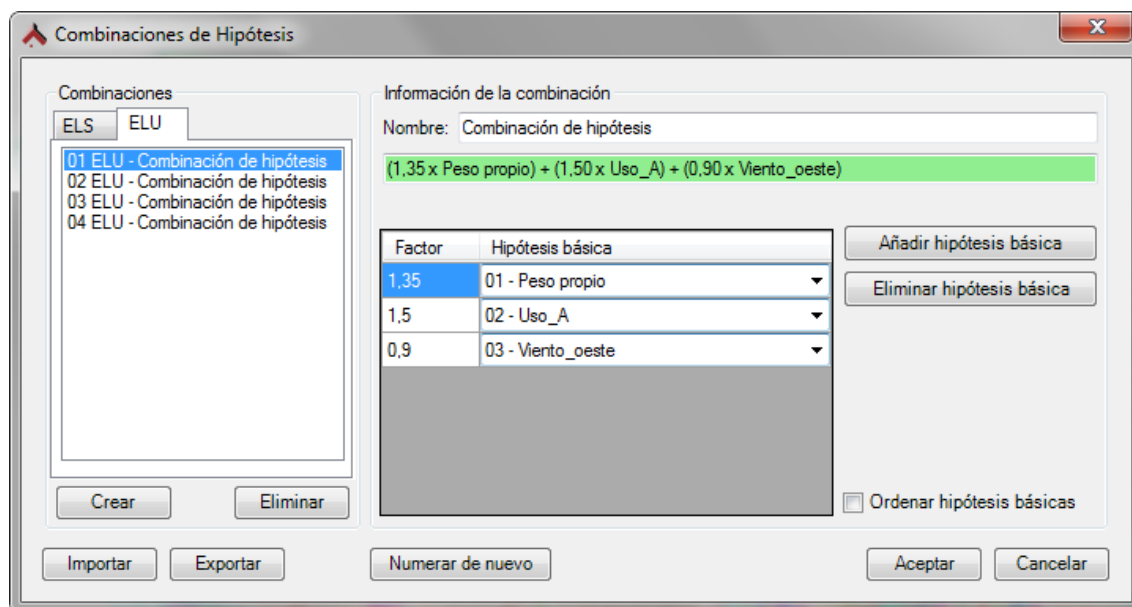 Combinaciones de Hipótesis
Combinaciones
ELS ELU
01 ELU - Combinación de hipótesis
02 ELU - Combinación de hipótesis
03 ELU - Combinación de hipótesis
04 ELU - Combinación de hipótesis
Crear Eliminar
Información de la combinación
Nombre: Combinación de hipótesis
(1,35 x Peso propio) + (1,50 x Uso_A) + (0,90 x Viento_oeste)
Factor Hipótesis básica
1,35 01 - Peso propio
1,5 02 - Uso_A
0,9 03 - Viento_oeste
Añadir hipótesis básica
Eliminar hipótesis básica
Ordenar hipótesis básicas
Importar Exportar Numerar de nuevo Aceptar Cancelar